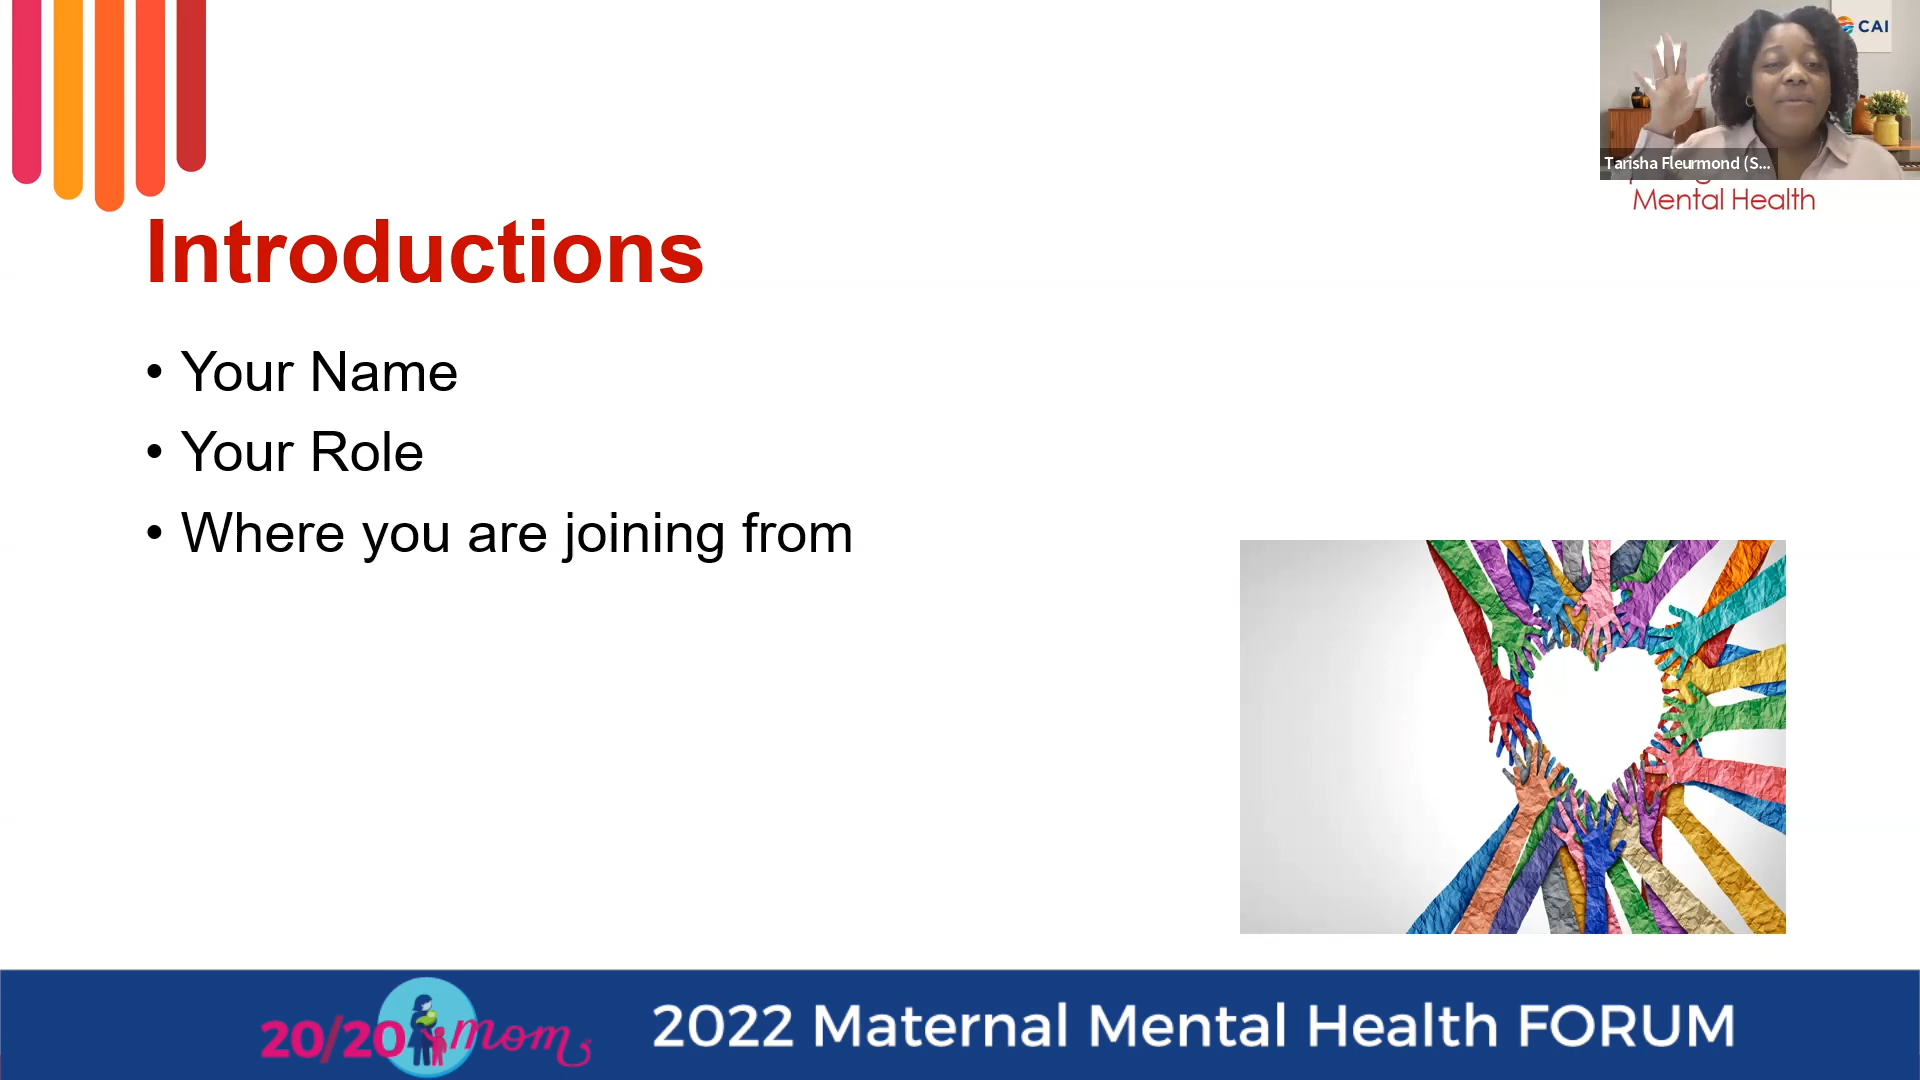 CAI
Tarisha Fleurmond (S...
Mental Health
Introductions
• Your Name
• Your Role
• Where you are joining from
20/20 mom
2022 Maternal Mental Health FORUM